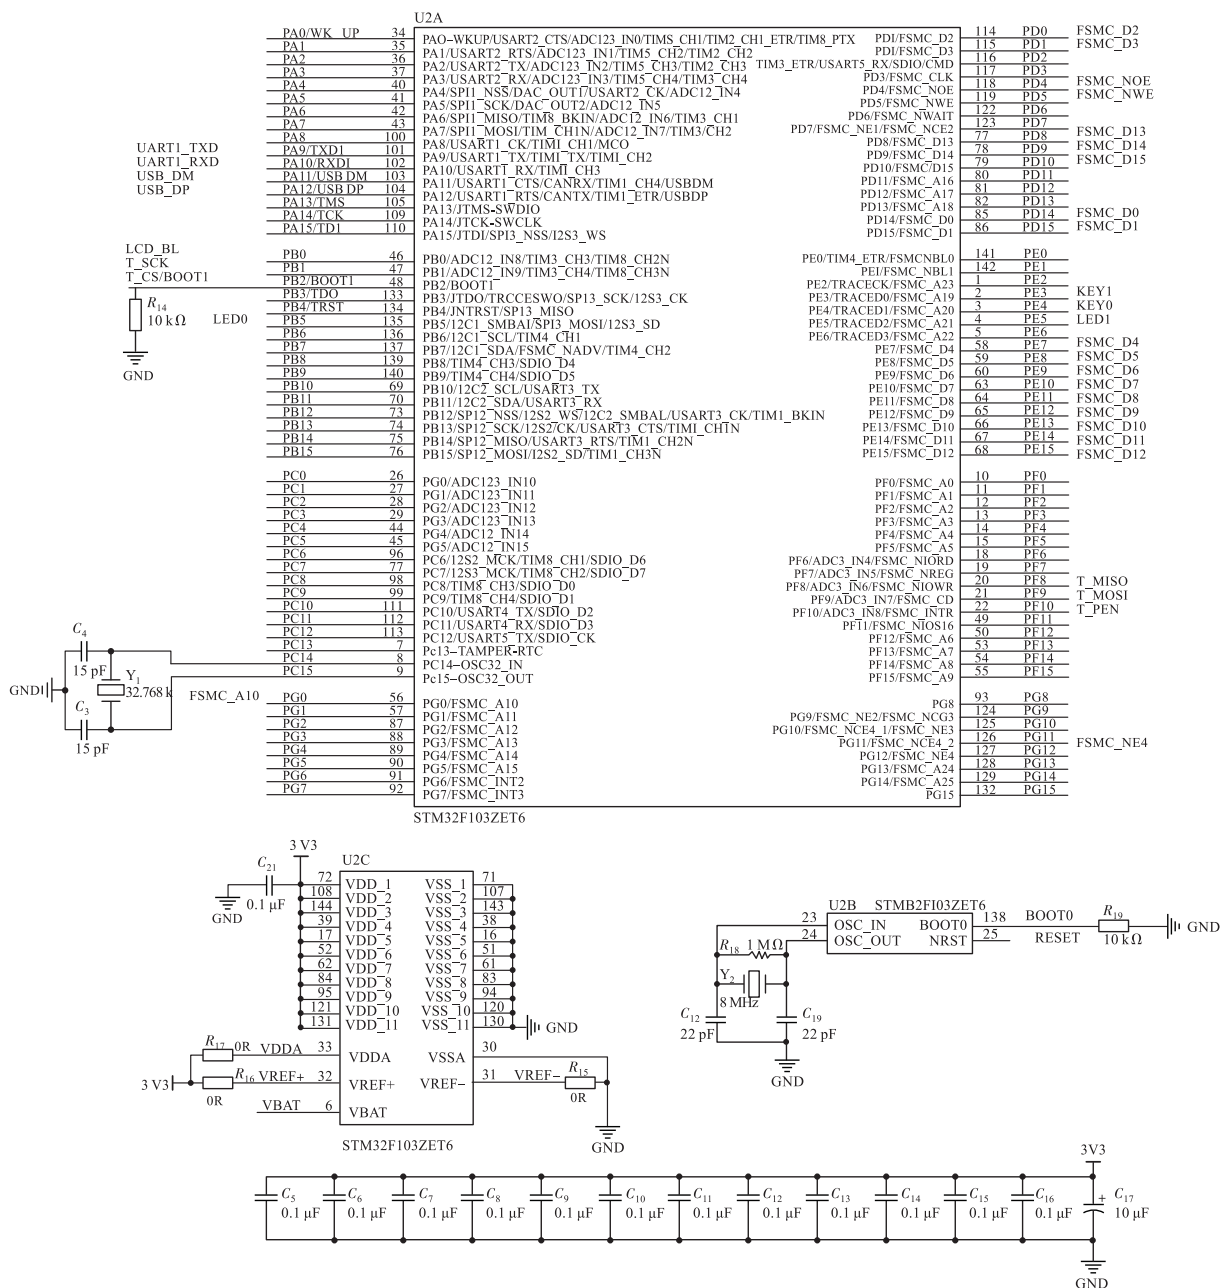 U2A
PA0/WK_UP 34 PAO-WKUP/USART2_CTS/ADC123_IN0/TIMS_CH1/TIM2_CH1_ETR/TIM8_PTX
PA1 35 PA1/USART2_RTS/ADC123_IN1/TIM5_CH2/TIM2_CH2
PA2 36 PA2/USART2_TX/ADC123_IN2/TIM5_CH3/TIM2_CH3
PA3 37 PA3/USART2_RX/ADC123_IN3/TIM5_CH4/TIM3_CH4
PA4 40 PA4/SPI1_NSS/DAC_OUT1/USART2_CK/ADC12_IN4
PA5 41 PA5/SPI1_SCK/DAC_OUT2/ADC12_IN5
PA6 42 PA6/SPI1_MISO/TIM8_BKIN/ADC12_IN6/TIM3_CH1
PA7 43 PA7/SPI1_MOSI/TIM_CH1N/ADC12_IN7/TIM3/CH2
PA8 100 PA8/USART1_CK/TIMI_CH1/MCO
UART1_TXD PA9/TXD1 101 PA9/USART1_TX/TIMI_TX/TIM1_CH2
UART1_RXD PA10/RXDI 102 PA10/USART1_RX/TIMI_CH3
USB_DM PA11/USB DM 103 PA11/USART1_CTS/CANRX/TIM1_CH4/USBDM
USB_DP PA12/USB DP 104 PA12/USART1_RTS/CANTX/TIM1_ETR/USBDP
PA13/TMS 105 PA13/JTMS-SWDIO
PA14/TCK 109 PA14/JTCK-SWCLK
PA15/TD1 110 PA15/JTDI/SPI3_NSS/I2S3_WS
PDI/FSMC_D2 114 PD0 FSMC_D2
PDI/FSMC_D3 115 PD1 FSMC_D3
TIM3_ETR/USART5_RX/SDIO/CMD 116 PD2
PD3/FSMC_CLK 117 PD3
PD4/FSMC_NOE 118 PD4 FSMC_NOE
PD5/FSMC_NWE 119 PD5 FSMC_NWE
PD6/FSMC_NWAIT 122 PD6
PD7/FSMC_NE1/FSMC_NCE2 123 PD7
PD8/FSMC_D13 77 PD8 FSMC_D13
PD9/FSMC_D14 78 PD9 FSMC_D14
PD10/FSMC/D15 79 PD10 FSMC_D15
PD11/FSMC_A16 80 PD11
PD12/FSMC_A17 81 PD12
PD13/FSMC_A18 82 PD13
PD14/FSMC_D0 85 PD14 FSMC_D0
PD15/FSMC_D1 86 PD15 FSMC_D1
LCD_BL PB0 46 PB0/ADC12_IN8/TIM3_CH3/TIM8_CH2N
T_SCK PB1 47 PB1/ADC12_IN9/TIM3_CH4/TIM8_CH3N
T_CS/BOOT1 PB2/BOOT1 48 PB2/BOOT1
PB3/TDO 133 PB3/JTDO/TRCCESWO/SP13_SCK/12S3_CK
PB4/TRST 134 PB4/JNTRST/SP13_MISO
LED0 PB5 135 PB5/12C1_SMBAI/SPI3_MOSI/12S3_SD
PB6 136 PB6/12C1_SCL/TIM4_CH1
PB7 137 PB7/12C1_SDA/FSMC_NADV/TIM4_CH2
PB8 139 PB8/TIM4_CH3/SDIO_D4
PB9 140 PB9/TIM4_CH4/SDIO_D5
PB10 69 PB10/12C2_SCL/USART3_TX
PB11 70 PB11/12C2_SDA/USART3_RX
PB12 73 PB12/SP12_NSS/12S2_WS/12C2_SMBAL/USART3_CK/TIM1_BKIN
PB13 74 PB13/SP12_SCK/12S2/CK/USART3_CTS/TIMI_CH1N
PB14 75 PB14/SP12_MISO/USART3_RTS/TIM1_CH2N
PB15 76 PB15/SP12_MOSI/I2S2_SD/TIM1_CH3N
R14
10 kΩ
GND
PE0/TIM4_ETR/FSMCNBL0 141 PE0
PEI/FSMC_NBL1 142 PE1
PE2/TRACECK/FSMC_A23 1 PE2
PE3/TRACED0/FSMC_A19 2 PE3 KEY1
PE4/TRACED1/FSMC_A20 3 PE4 KEY0
PE5/TRACED2/FSMC_A21 4 PE5 LED1
PE6/TRACED3/FSMC_A22 5 PE6
PE7/FSMC_D4 58 PE7 FSMC_D4
PE8/FSMC_D5 59 PE8 FSMC_D5
PE9/FSMC_D6 60 PE9 FSMC_D6
PE10/FSMC_D7 63 PE10 FSMC_D7
PE11/FSMC_D8 64 PE11 FSMC_D8
PE12/FSMC_D9 65 PE12 FSMC_D9
PE13/FSMC_D10 66 PE13 FSMC_D10
PE14/FSMC_D11 67 PE14 FSMC_D11
PE15/FSMC_D12 68 PE15 FSMC_D12
PC0 26 PG0/ADC123_IN10
PC1 27 PG1/ADC123_IN11
PC2 28 PG2/ADC123_IN12
PC3 29 PG3/ADC123_IN13
PC4 44 PG4/ADC12_IN14
PC5 45 PG5/ADC12_IN15
PC6 96 PC6/12S2_MCK/TIM8_CH1/SDIO_D6
PC7 77 PC7/12S3_MCK/TIM8_CH2/SDIO_D7
PC8 98 PC8/TIM8_CH3/SDIO_D0
PC9 99 PC9/TIM8_CH4/SDIO_D1
PC10 111 PC10/USART4_TX/SDIO_D2
PC11 112 PC11/USART4_RX/SDIO_D3
PC12 113 PC12/USART5_TX/SDIO_CK
PC13 7 Pc13-TAMPER-RTC
PC14 8 PC14-OSC32_IN
PC15 9 Pc15-OSC32_OUT
PF0/FSMC_A0 10 PF0
PF1/FSMC_A1 11 PF1
PF2/FSMC_A2 12 PF2
PF3/FSMC_A3 13 PF3
PF4/FSMC_A4 14 PF4
PF5/FSMC_A5 15 PF5
PF6/ADC3_IN4/FSMC_NIORD 18 PF6
PF7/ADC3_IN5/FSMC_NREG 19 PF7
PF8/ADC3_IN6/FSMC_NIOWR 20 PF8 T_MISO
PF9/ADC3_IN7/FSMC_CD 21 PF9 T_MOSI
PF10/ADC3_IN8/FSMC_INTR 22 PF10 T_PEN
PF11/FSMC_NIOS16 49 PF11
PF12/FSMC_A6 50 PF12
PF13/FSMC_A7 53 PF13
PF14/FSMC_A8 54 PF14
PF15/FSMC_A9 55 PF15
C4
15 pF
GND
Y1
32.768 k
C3
15 pF
FSMC_A10 PG0 56 PG0/FSMC_A10
PG1 57 PG1/FSMC_A11
PG2 87 PG2/FSMC_A12
PG3 88 PG3/FSMC_A13
PG4 89 PG4/FSMC_A14
PG5 90 PG5/FSMC_A15
PG6 91 PG6/FSMC_INT2
PG7 92 PG7/FSMC_INT3
PG8 93 PG8
PG9/FSMC_NE2/FSMC_NCG3 124 PG9
PG10/FSMC_NCE4_1/FSMC_NE3 125 PG10
PG11/FSMC_NCE4_2 126 PG11 FSMC_NE4
PG12/FSMC_NE4 127 PG12
PG13/FSMC_A24 128 PG13
PG14/FSMC_A25 129 PG14
PG15 132 PG15
STM32F103ZET6
3 V3
U2C
C21
0.1 μF
GND
72 VDD_1 VSS_1 71
108 VDD_2 VSS_2 107
144 VDD_3 VSS_3 143
39 VDD_4 VSS_4 38
17 VDD_5 VSS_5 16
52 VDD_6 VSS_6 51
62 VDD_7 VSS_7 61
84 VDD_8 VSS_8 83
95 VDD_9 VSS_9 94
121 VDD_10 VSS_10 120
131 VDD_11 VSS_11 130 GND
R17 0R VDDA 33 VDDA VSSA 30
3 V3 R16 VREF+ 32 VREF+ VREF- 31 VREF- R15
0R 0R
VBAT 6 VBAT
GND
STM32F103ZET6
U2B STMB2FI03ZET6
23 OSC_IN BOOT0 138 BOOT0 R19 GND
24 OSC_OUT NRST 25 RESET 10 kΩ
R18 1 MΩ
Y2
8 MHz
C12 C19
22 pF 22 pF
GND
3V3
C5 C6 C7 C8 C9 C10 C11 C12 C13 C14 C15 C16 + C17
0.1 μF 0.1 μF 0.1 μF 0.1 μF 0.1 μF 0.1 μF 0.1 μF 0.1 μF 0.1 μF 0.1 μF 0.1 μF 0.1 μF 10 μF
GND